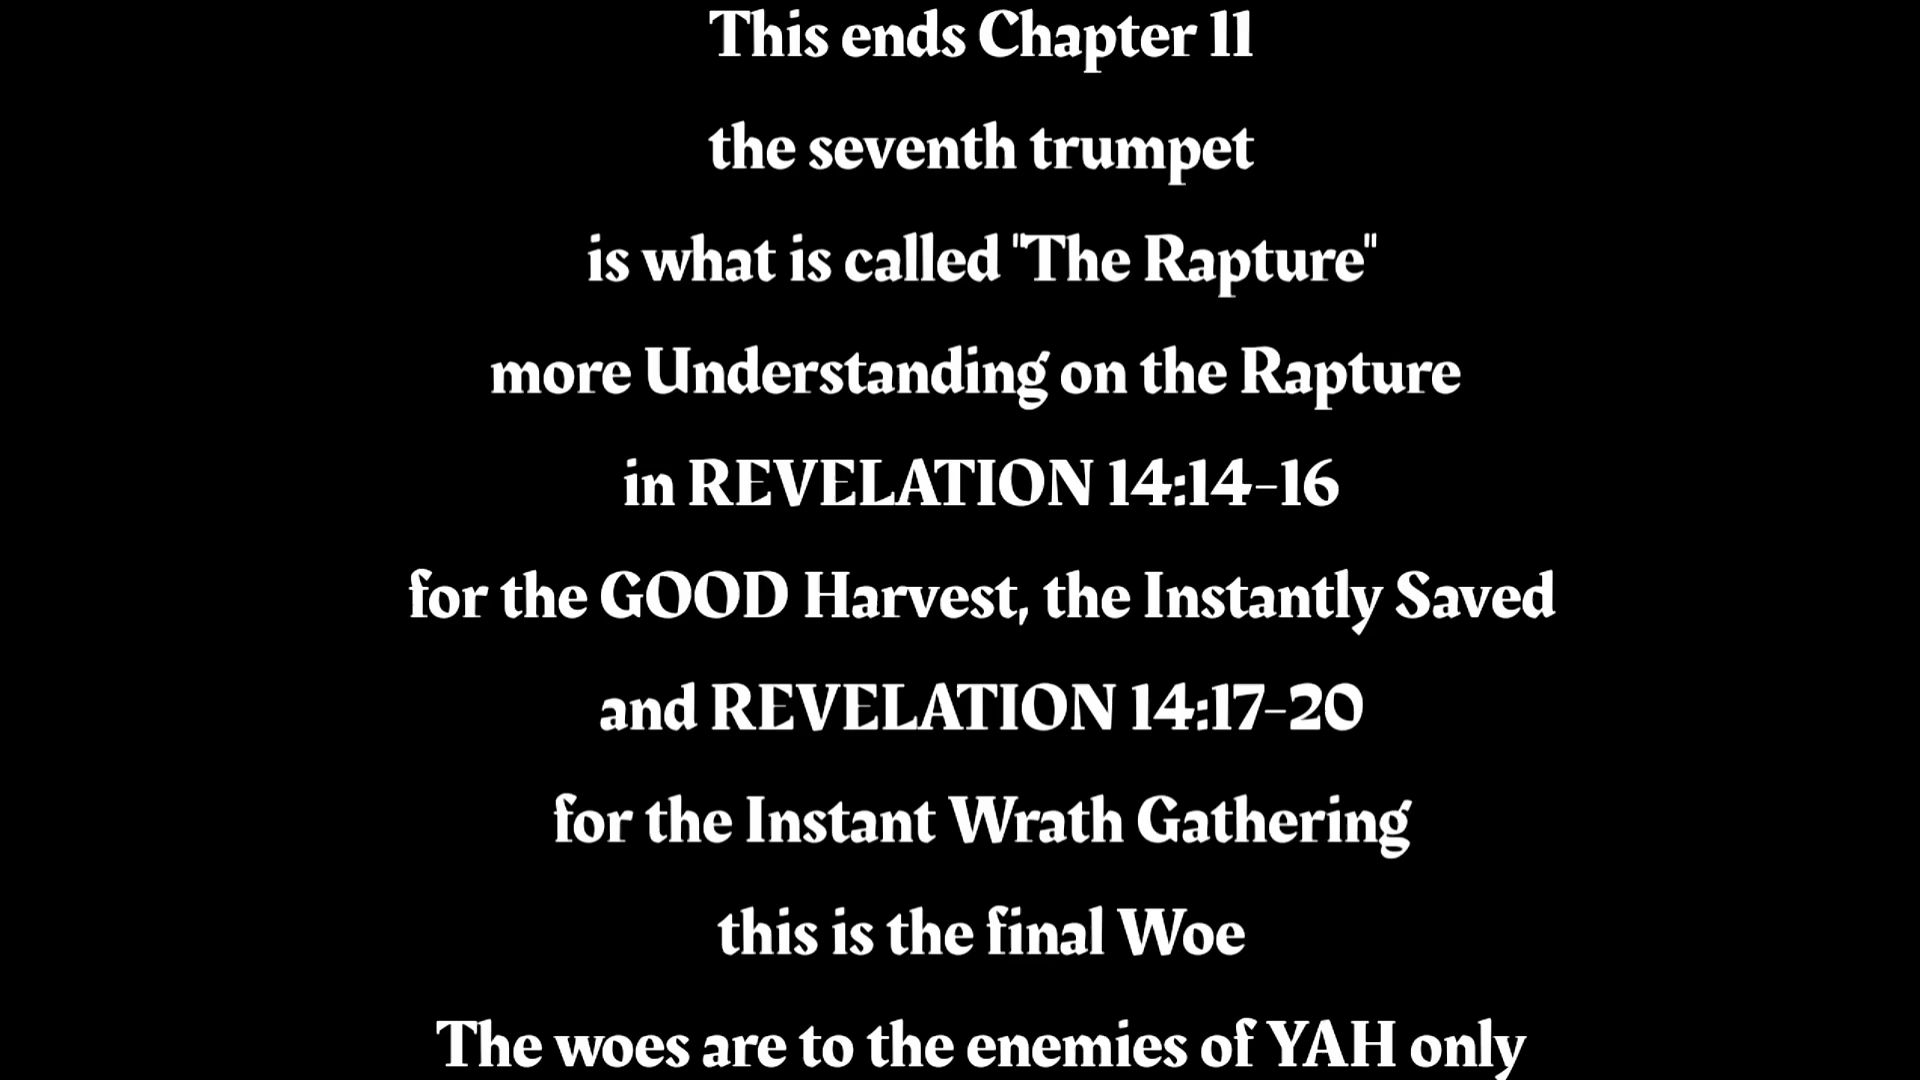 This ends Chapter 11
the seventh trumpet
is what is called "The Rapture"
more Understanding on the Rapture
in REVELATION 14:14-16
for the GOOD Harvest, the Instantly Saved
and REVELATION 14:17-20
for the Instant Wrath Gathering
this is the final Woe
The woes are to the enemies of YAH only